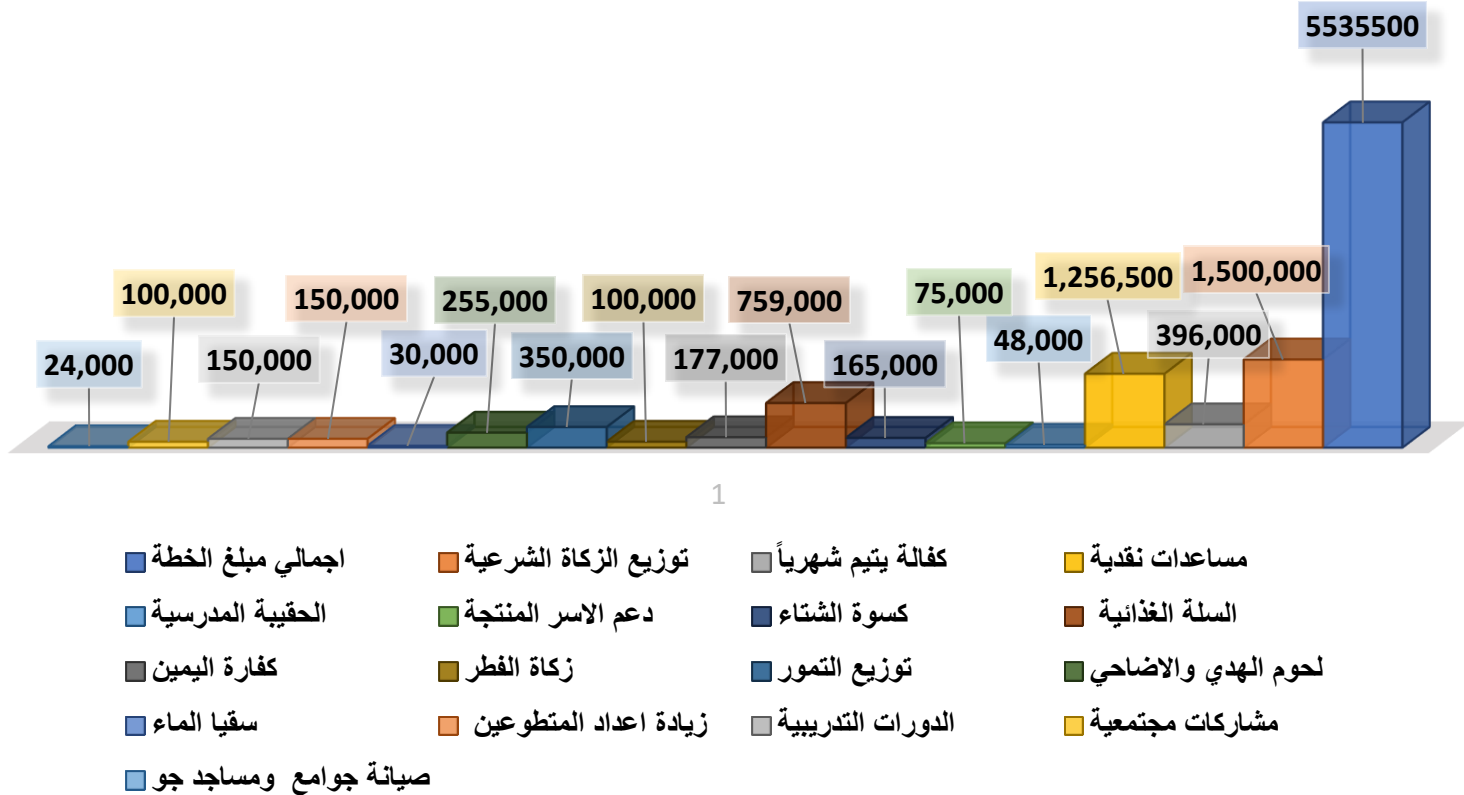 5535500
1,500,000
1,256,500
396,000
48,000
75,000
165,000
759,000
177,000
100,000
350,000
255,000
30,000
150,000
150,000
100,000
24,000
1
اجمالي مبلغ الخطة
توزيع الزكاة الشرعية
كفالة يتيم شهرياً
مساعدات نقدية
الحقيبة المدرسية
دعم الاسر المنتجة
كسوة الشتاء
السلة الغذائية
كفارة اليمين
زكاة الفطر
توزيع التمور
لحوم الهدي والاضاحي
سقيا الماء
زيادة اعداد المتطوعين
الدورات التدريبية
مشاركات مجتمعية
صيانة جوامع ومساجد جو